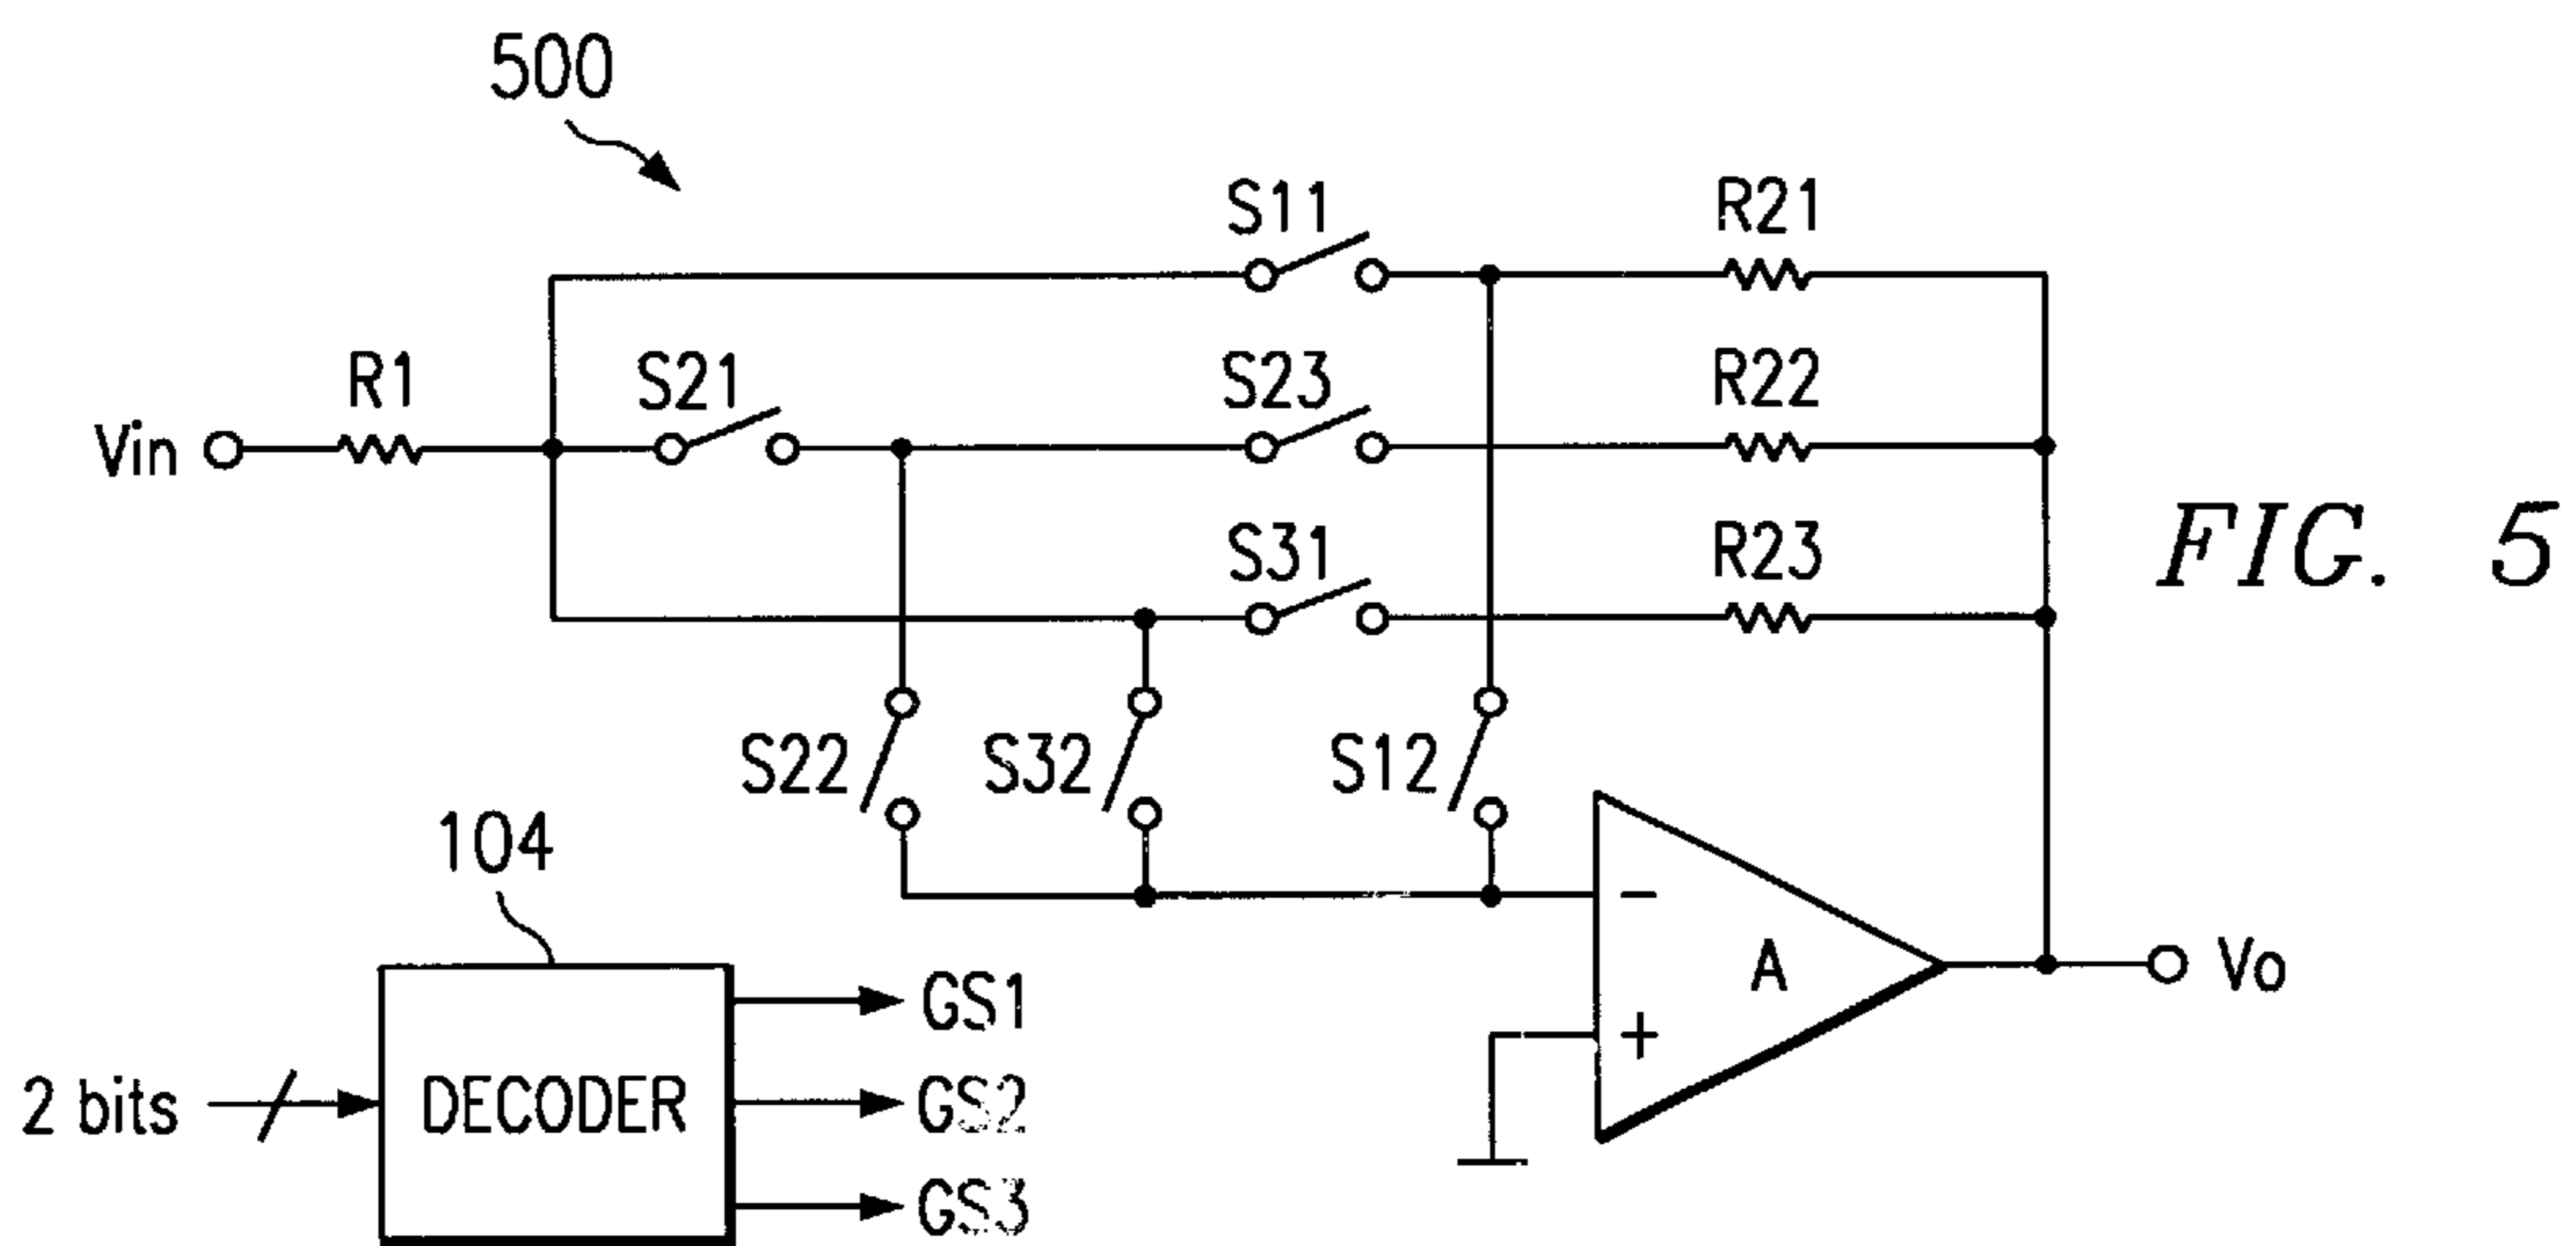 500
S11
R21
R1
S21
S23
R22
Vin
S31
R23
FIG. 5
S22
S32
S12
104
−
A
Vo
GS1
+
2 bits
DECODER
GS2
GS3